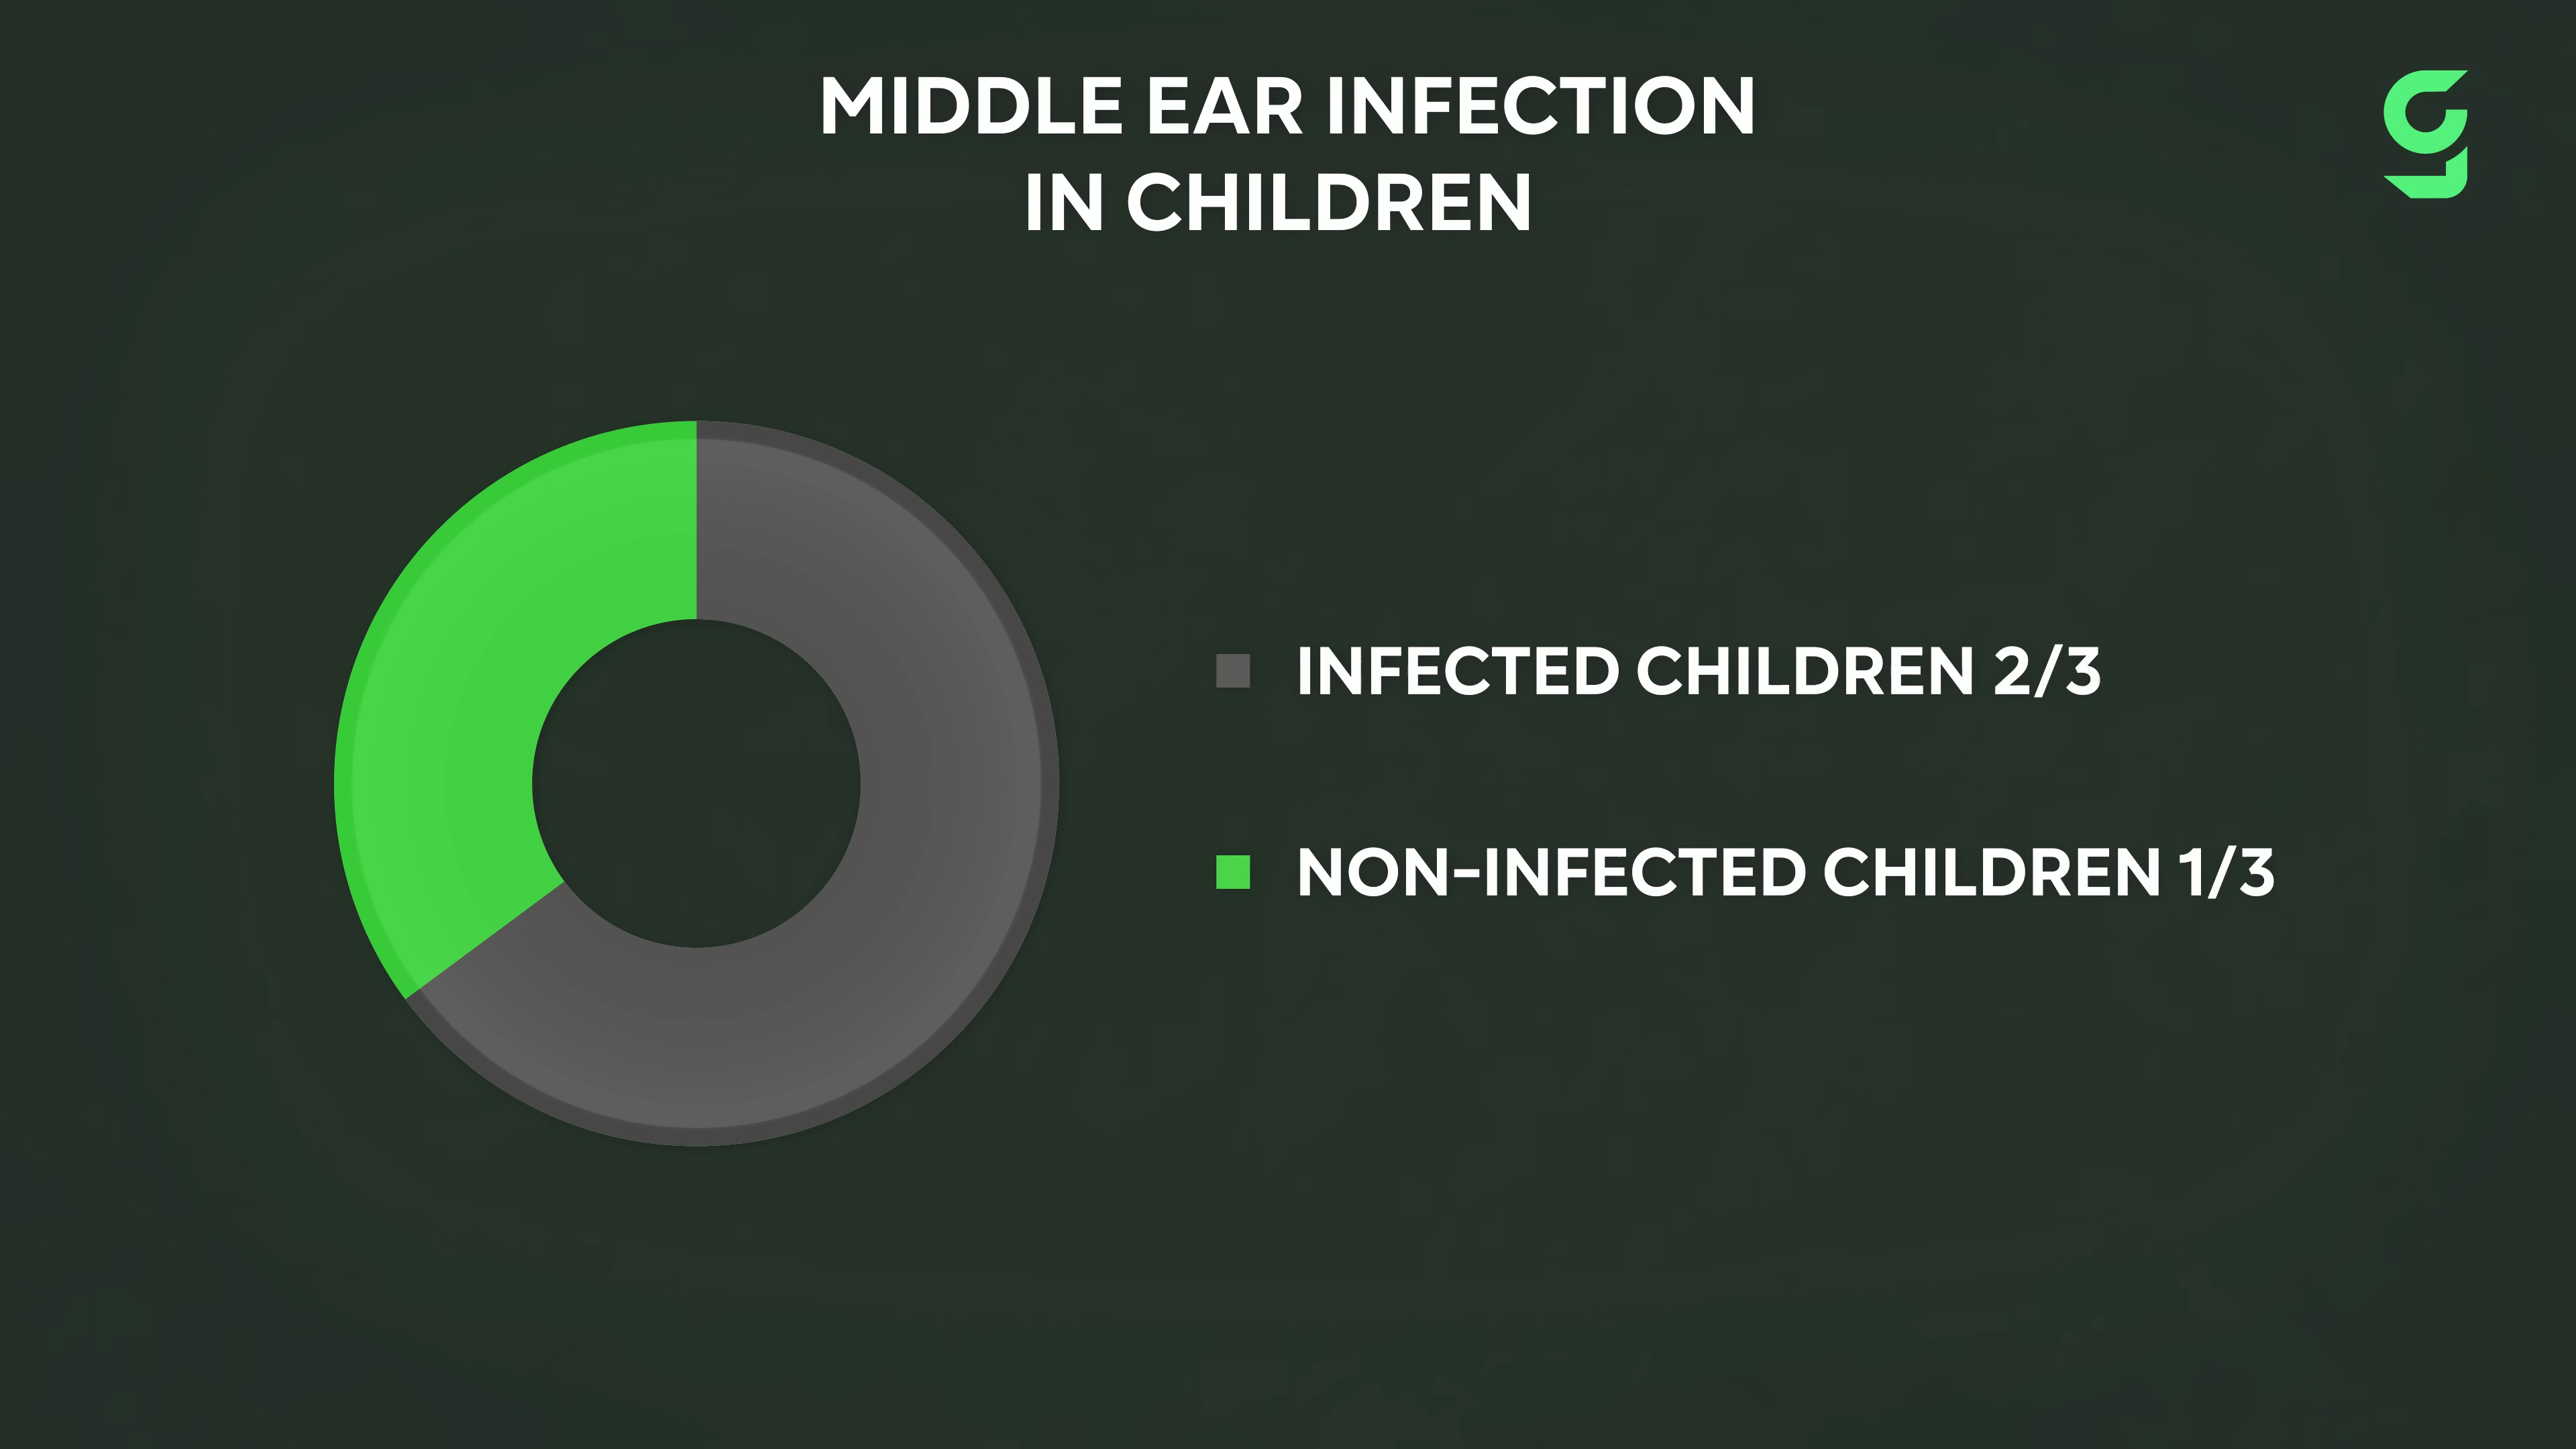 MIDDLE EAR INFECTION
IN CHILDREN
INFECTED CHILDREN 2/3
NON-INFECTED CHILDREN 1/3